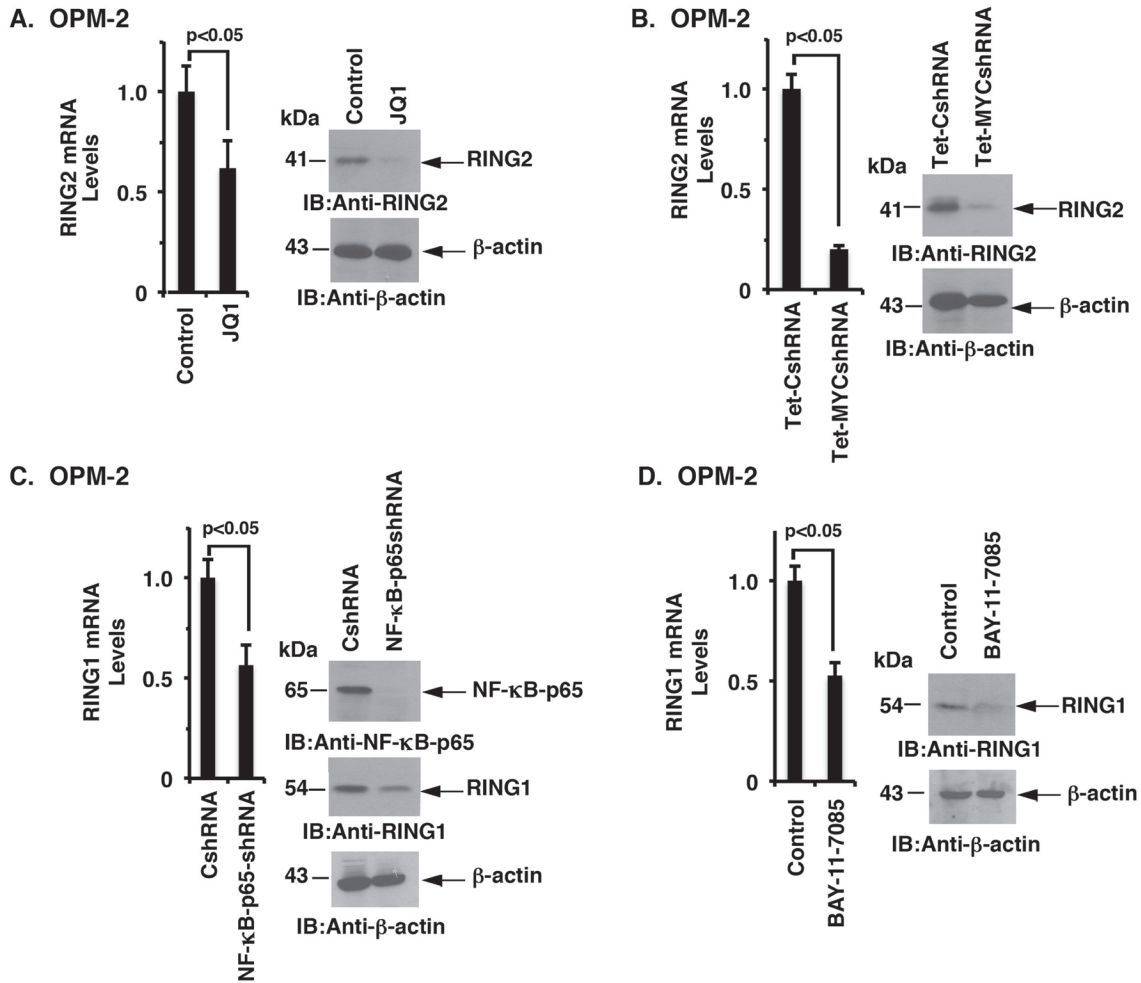 A. OPM-2
p<0.05
RING2 mRNA
Levels
1.0
0.5
0
Control
JQ1
kDa
Control
JQ1
41
RING2
IB:Anti-RING2
43
β-actin
IB:Anti-β-actin
B. OPM-2
p<0.05
RING2 mRNA
Levels
1.0
0.5
0
Tet-CshRNA
Tet-MYCshRNA
kDa
Tet-CshRNA
Tet-MYCshRNA
41
RING2
IB:Anti-RING2
43
β-actin
IB:Anti-β-actin
C. OPM-2
p<0.05
RING1 mRNA
Levels
1.0
0.5
0
CshRNA
NF-κB-p65-shRNA
kDa
CshRNA
NF-κB-p65shRNA
65
NF-κB-p65
IB:Anti-NF-κB-p65
54
RING1
IB:Anti-RING1
43
β-actin
IB:Anti-β-actin
D. OPM-2
p<0.05
RING1 mRNA
Levels
1.0
0.5
0
Control
BAY-11-7085
kDa
Control
BAY-11-7085
54
RING1
IB:Anti-RING1
43
β-actin
IB:Anti-β-actin